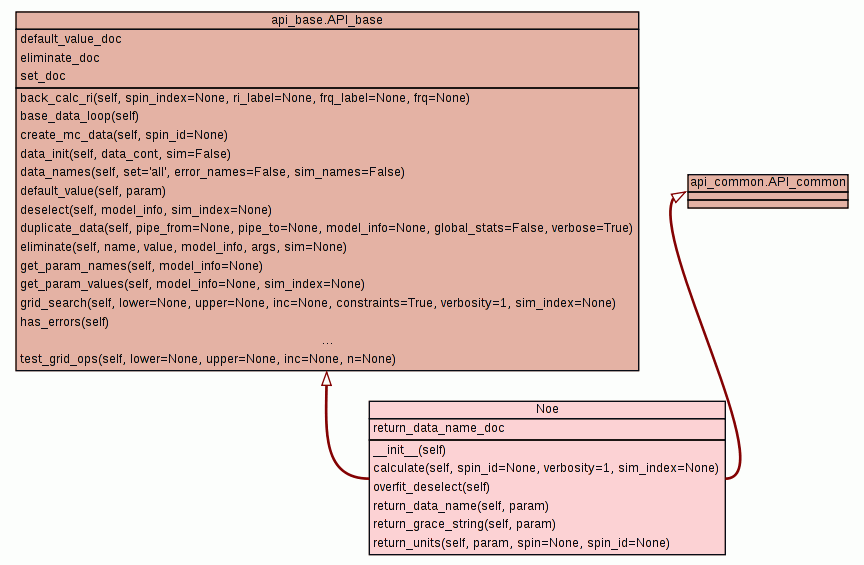 api_base.API_base
default_value_doc
eliminate_doc
set_doc
back_calc_ri(self, spin_index=None, ri_label=None, frq_label=None, frq=None)
base_data_loop(self)
create_mc_data(self, spin_id=None)
data_init(self, data_cont, sim=False)
data_names(self, set='all', error_names=False, sim_names=False)
default_value(self, param)
deselect(self, model_info, sim_index=None)
duplicate_data(self, pipe_from=None, pipe_to=None, model_info=None, global_stats=False, verbose=True)
eliminate(self, name, value, model_info, args, sim=None)
get_param_names(self, model_info=None)
get_param_values(self, model_info=None, sim_index=None)
grid_search(self, lower=None, upper=None, inc=None, constraints=True, verbosity=1, sim_index=None)
has_errors(self)
...
test_grid_ops(self, lower=None, upper=None, inc=None, n=None)
api_common.API_common
Noe
return_data_name_doc
__init__(self)
calculate(self, spin_id=None, verbosity=1, sim_index=None)
overfit_deselect(self)
return_data_name(self, param)
return_grace_string(self, param)
return_units(self, param, spin=None, spin_id=None)